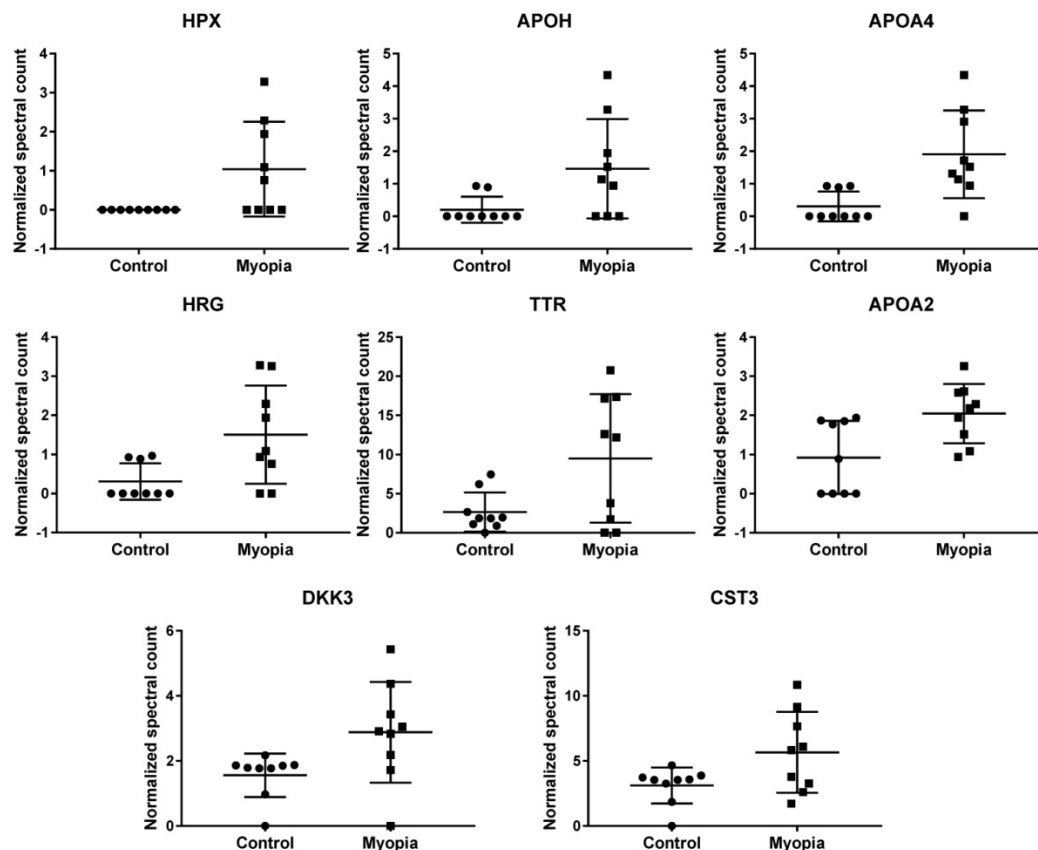 HPX
Normalized spectral count
4
3
2
1
0
-1
Control Myopia
APOH
Normalized spectral count
5
4
3
2
1
0
-1
Control Myopia
APOA4
Normalized spectral count
5
4
3
2
1
0
-1
Control Myopia
HRG
Normalized spectral count
4
3
2
1
0
-1
Control Myopia
TTR
Normalized spectral count
25
20
15
10
5
0
Control Myopia
APOA2
Normalized spectral count
4
3
2
1
0
-1
Control Myopia
DKK3
Normalized spectral count
6
4
2
0
Control Myopia
CST3
Normalized spectral count
15
10
5
0
Control Myopia